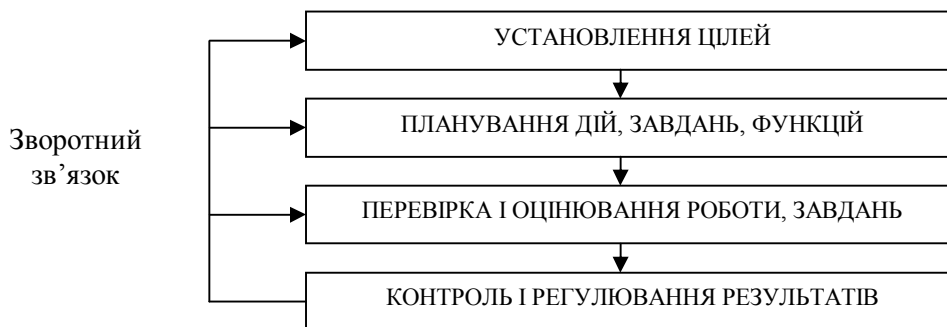 УСТАНОВЛЕННЯ ЦІЛЕЙ
ПЛАНУВАННЯ ДІЙ, ЗАВДАНЬ, ФУНКЦІЙ
Зворотний
зв’язок
ПЕРЕВІРКА І ОЦІНЮВАННЯ РОБОТИ, ЗАВДАНЬ
КОНТРОЛЬ І РЕГУЛЮВАННЯ РЕЗУЛЬТАТІВ